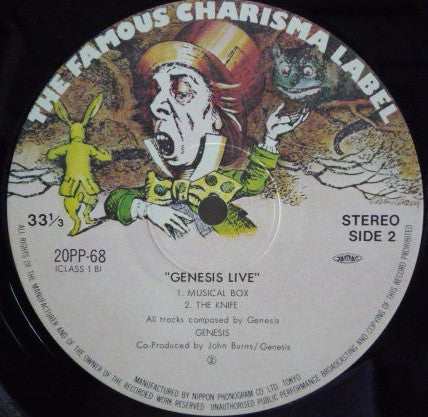 THE FAMOUS CHARISMA LABEL
33⅓
STEREO
SIDE 2
20PP-68
(CLASS 1 B)
"GENESIS LIVE"
1. MUSICAL BOX
2. THE KNIFE
All tracks composed by Genesis
GENESIS
Co-Produced by John Burns/Genesis
②
ALL RIGHTS OF THE MANUFACTURER AND OF THE OWNER OF THE RECORDED WORK RESERVED. UNAUTHORISED PUBLIC PERFORMANCE BROADCASTING AND COPYING OF THIS RECORD PROHIBITED
MANUFACTURED BY NIPPON PHONOGRAM CO. LTD., TOKYO